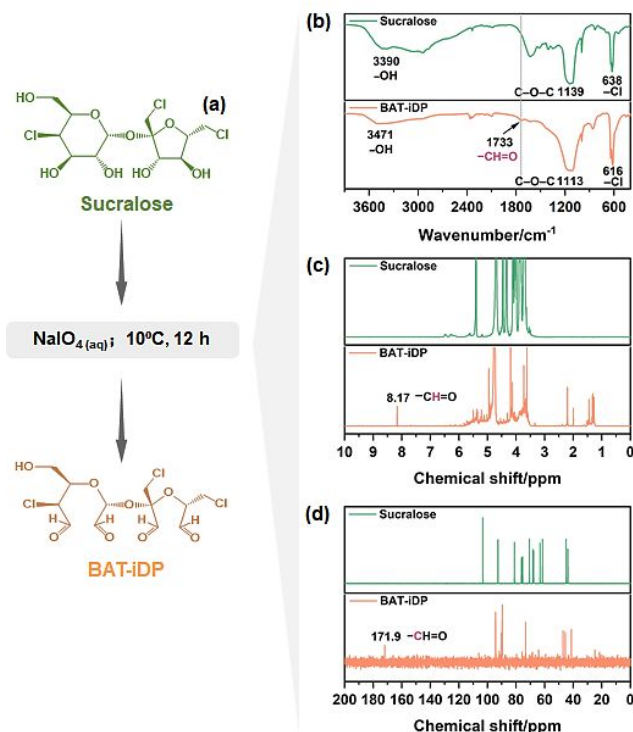 (a)
HO
O
Cl
Cl
O
O
Cl
HO
OH
HO
OH
Sucralose
NaIO4 (aq) ; 10ºC, 12 h
HO
O
Cl
O
Cl
O
Cl
H
H
H
H
O
O
O
O
BAT-iDP
(b)
Sucralose
3390
–OH
C–O–C 1139
638
–Cl
BAT-iDP
3471
–OH
1733
–CH=O
C–O–C 1113
616
–Cl
3600 3000 2400 1800 1200 600
Wavenumber/cm-1
(c)
Sucralose
BAT-iDP
8.17 –CH=O
10 9 8 7 6 5 4 3 2 1 0
Chemical shift/ppm
(d)
Sucralose
BAT-iDP
171.9 –CH=O
200 180 160 140 120 100 80 60 40 20 0
Chemical shift/ppm